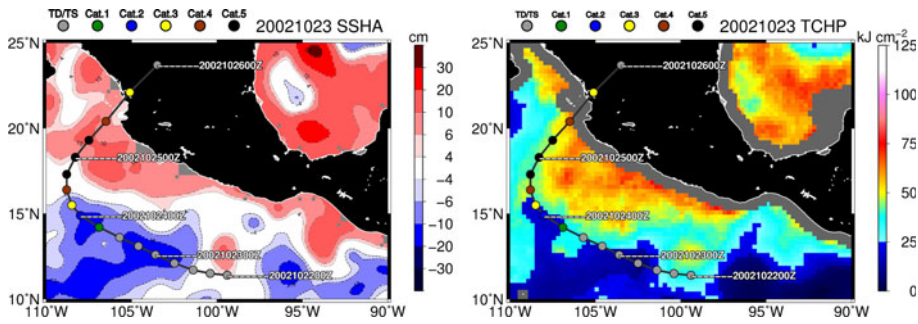 TD/TS Cat.1 Cat.2 Cat.3 Cat.4 Cat.5
20021023 SSHA
cm
25°N
20°N
15°N
10°N
110°W 105°W 100°W 95°W 90°W
2002102600Z
2002102500Z
2002102400Z
2002102300Z
2002102200Z
30
20
10
6
4
-4
-6
-10
-20
-30
TD/TS Cat.1 Cat.2 Cat.3 Cat.4 Cat.5
20021023 TCHP
kJ cm⁻²
25°N
20°N
15°N
10°N
110°W 105°W 100°W 95°W 90°W
2002102600Z
2002102500Z
2002102400Z
2002102300Z
2002102200Z
125
100
75
50
25
0